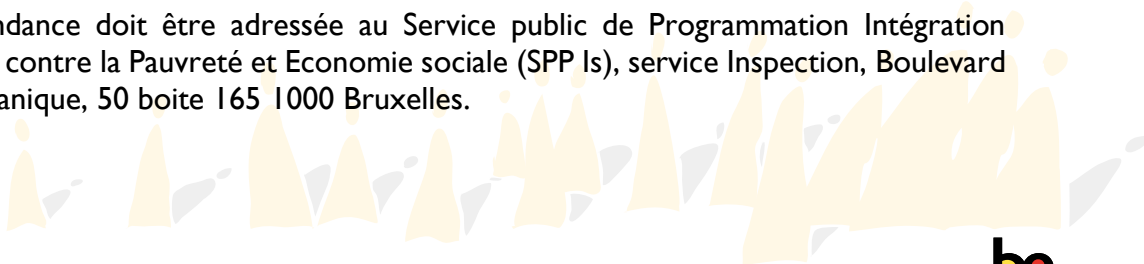 ndance doit être adressée au Service public de Programmation Intégration
contre la Pauvreté et Economie sociale (SPP Is), service Inspection, Boulevard
anique, 50 boite 165 1000 Bruxelles.
be